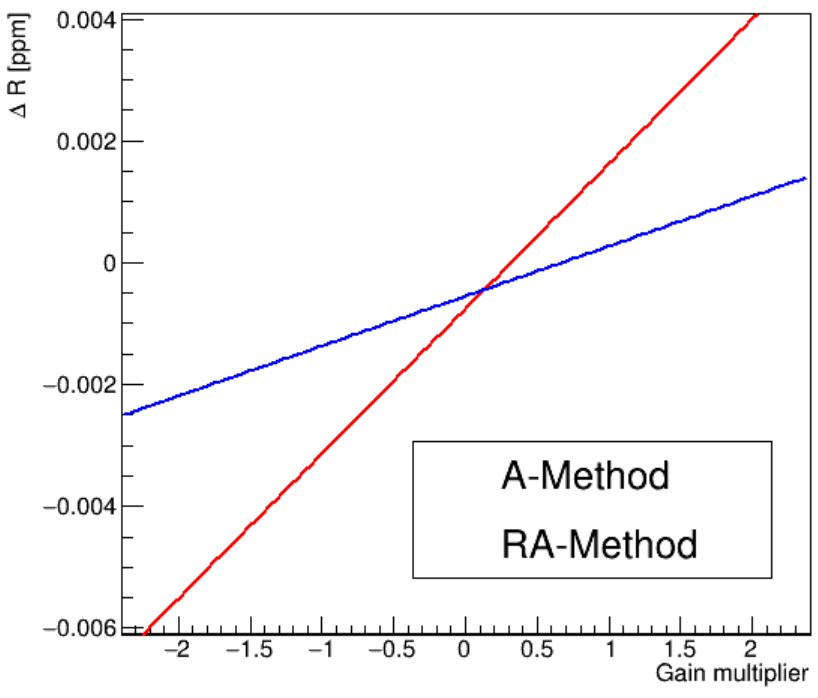 Δ R [ppm]
0.004
0.002
0
−0.002
−0.004
−0.006
A-Method
RA-Method
−2 −1.5 −1 −0.5 0 0.5 1 1.5 2
Gain multiplier